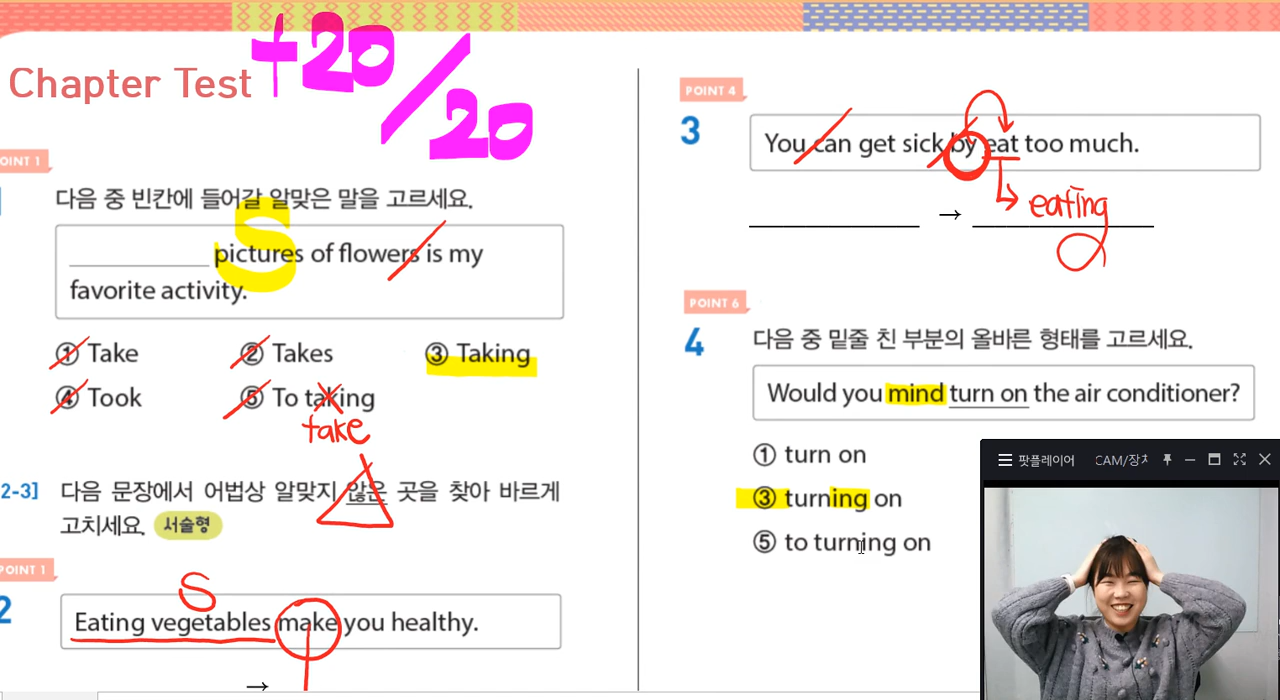 Chapter Test
+20/20
POINT 1
다음 중 빈칸에 들어갈 알맞은 말을 고르세요.
S
__________ pictures of flowers is my
favorite activity.
① Take ② Takes ③ Taking
④ Took ⑤ To taking
take
[2-3] 다음 문장에서 어법상 알맞지 않은 곳을 찾아 바르게
고치세요. 서술형
POINT 1
2
S
Eating vegetables make you healthy.
→
POINT 4
3
You can get sick by eat too much.
eating
→
POINT 6
4 다음 중 밑줄 친 부분의 올바른 형태를 고르세요.
Would you mind turn on the air conditioner?
① turn on
③ turning on
⑤ to turning on
팟플레이어 CAM/장치